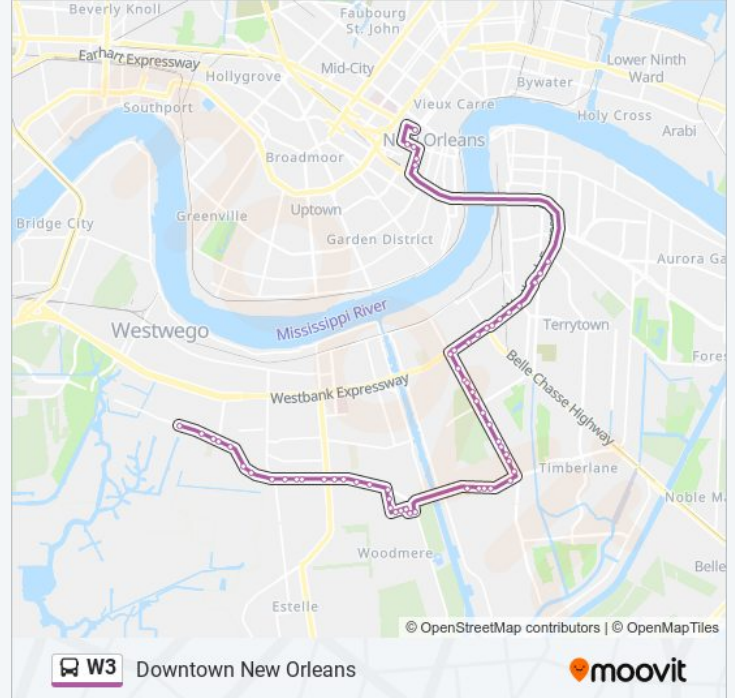 Beverly Knoll
Faubourg
St. John
Earhart Expressway
Mid-City
Lower Ninth
Ward
Hollygrove
Bywater
Southport
Vieux Carre
Holy Cross
New Orleans
Arabi
Broadmoor
Greenville
Uptown
Bridge City
Garden District
Aurora Ga
Mississippi River
Westwego
Terrytown
Belle Chasse Highway
Fores
Westbank Expressway
Timberlane
Noble Ma
Woodmere
Belle
Estelle
© OpenStreetMap contributors | © OpenMapTiles
W3 Downtown New Orleans
moovit